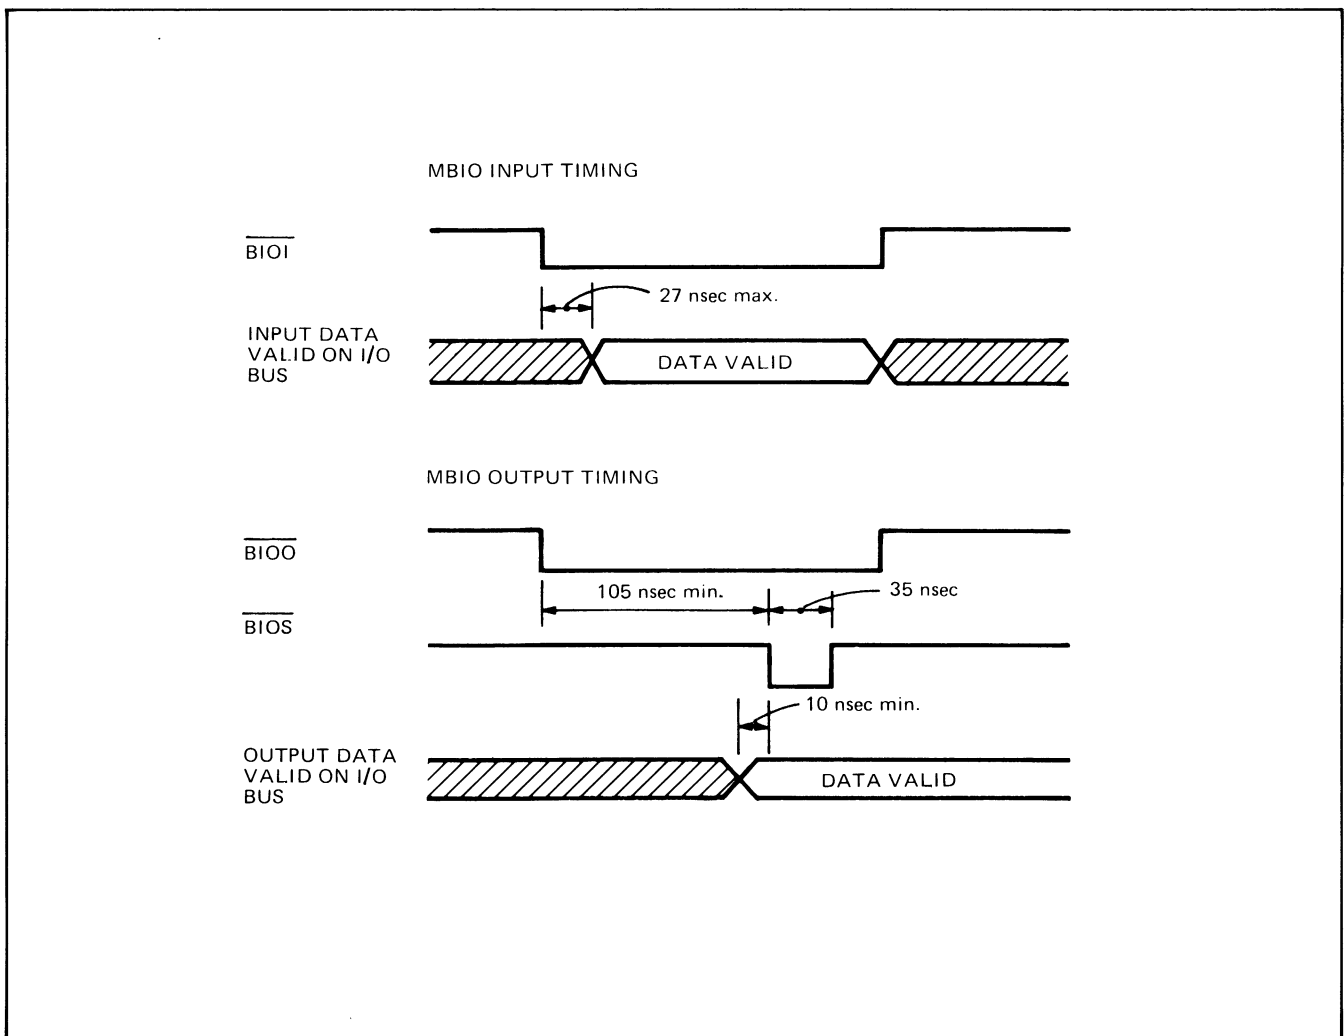 MBIO INPUT TIMING
BIOI
27 nsec max.
INPUT DATA
VALID ON I/O
BUS
DATA VALID
MBIO OUTPUT TIMING
BIOO
105 nsec min.
35 nsec
BIOS
10 nsec min.
OUTPUT DATA
VALID ON I/O
BUS
DATA VALID